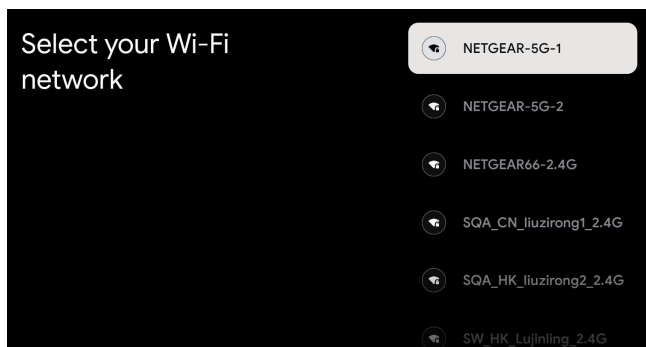 Select your Wi-Fi
network
NETGEAR-5G-1
NETGEAR-5G-2
NETGEAR66-2.4G
SQA_CN_liuzirong1_2.4G
SQA_HK_liuzirong2_2.4G
SW_HK_Lujinling_2.4G